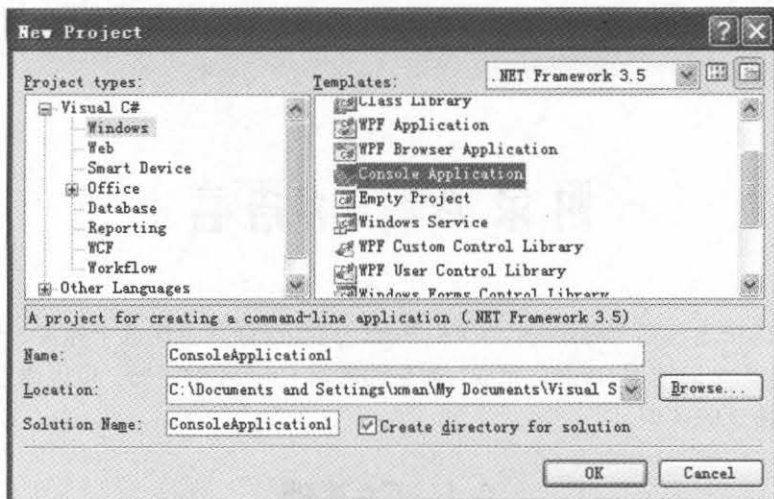 New Project
Project types:
Templates:
.NET Framework 3.5
Visual C#
Windows
Web
Smart Device
Office
Database
Reporting
WCF
Workflow
Other Languages
Class Library
WPF Application
WPF Browser Application
Console Application
Empty Project
Windows Service
WPF Custom Control Library
WPF User Control Library
Windows Forms Control Library
A project for creating a command-line application (.NET Framework 3.5)
Name:
ConsoleApplication1
Location:
C:\Documents and Settings\xman\My Documents\Visual S
Browse...
Solution Name:
ConsoleApplication1
Create directory for solution
OK
Cancel